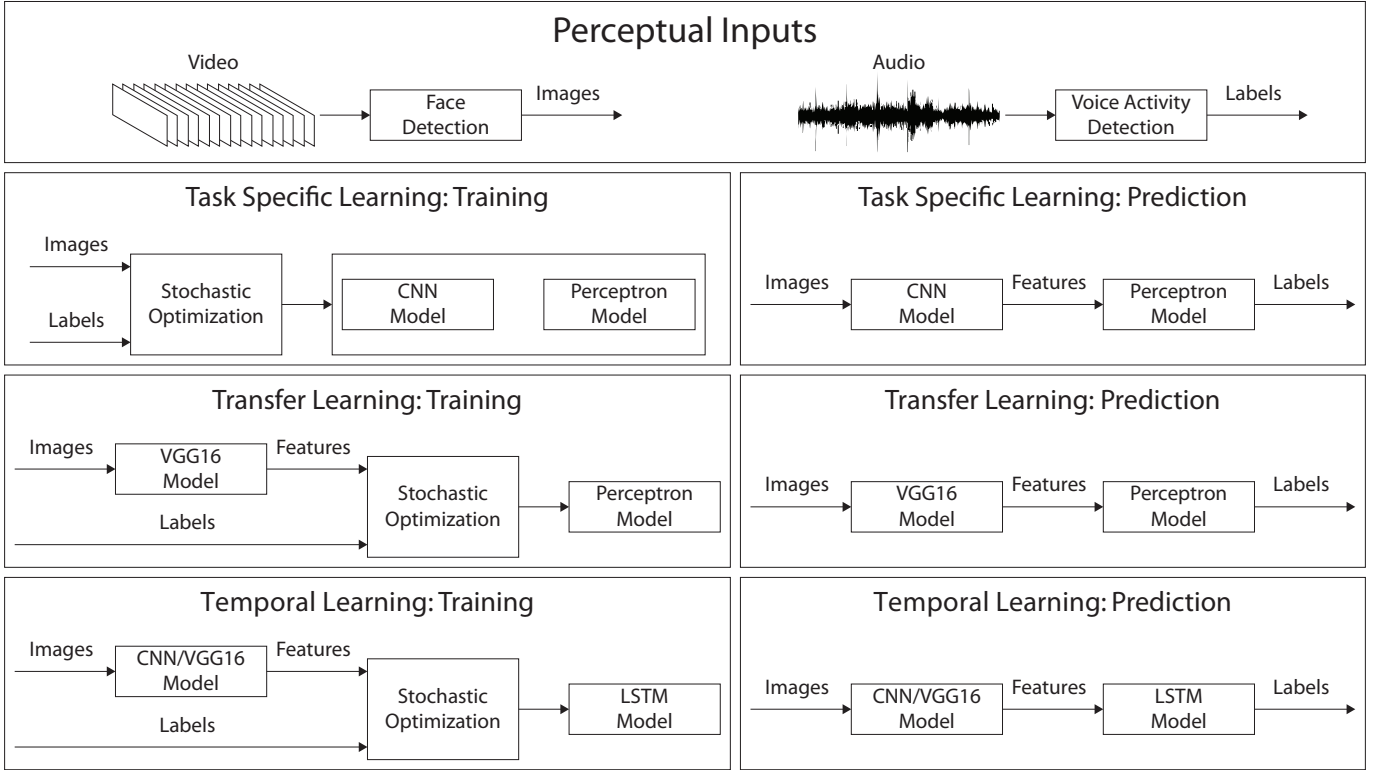 Perceptual Inputs
Video
Face
Detection
Images
Audio
Voice Activity
Detection
Labels
Task Specific Learning: Training
Images
Labels
Stochastic
Optimization
CNN
Model
Perceptron
Model
Task Specific Learning: Prediction
Images
CNN
Model
Features
Perceptron
Model
Labels
Transfer Learning: Training
Images
VGG16
Model
Features
Labels
Stochastic
Optimization
Perceptron
Model
Transfer Learning: Prediction
Images
VGG16
Model
Features
Perceptron
Model
Labels
Temporal Learning: Training
Images
CNN/VGG16
Model
Features
Labels
Stochastic
Optimization
LSTM
Model
Temporal Learning: Prediction
Images
CNN/VGG16
Model
Features
LSTM
Model
Labels